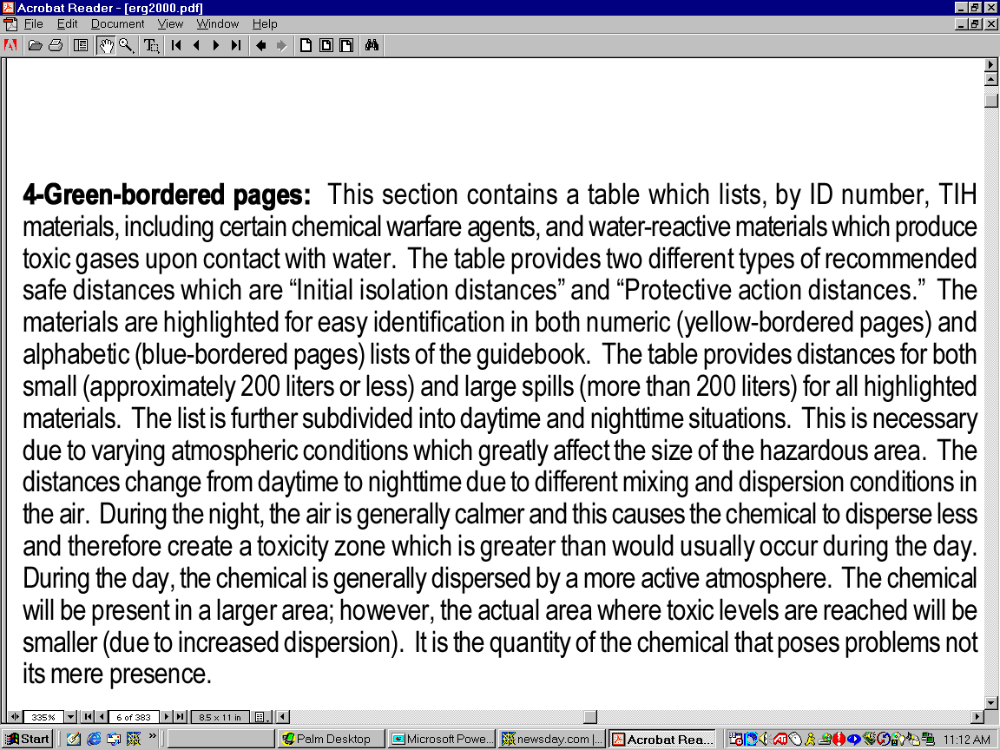 Acrobat Reader - [erg2000.pdf]
File Edit Document View Window Help
4-Green-bordered pages:  This section contains a table which lists, by ID number, TIH
materials, including certain chemical warfare agents, and water-reactive materials which produce
toxic gases upon contact with water.  The table provides two different types of recommended
safe distances which are “Initial isolation distances” and “Protective action distances.”  The
materials are highlighted for easy identification in both numeric (yellow-bordered pages) and
alphabetic (blue-bordered pages) lists of the guidebook.  The table provides distances for both
small (approximately 200 liters or less) and large spills (more than 200 liters) for all highlighted
materials.  The list is further subdivided into daytime and nighttime situations.  This is necessary
due to varying atmospheric conditions which greatly affect the size of the hazardous area.  The
distances change from daytime to nighttime due to different mixing and dispersion conditions in
the air.  During the night, the air is generally calmer and this causes the chemical to disperse less
and therefore create a toxicity zone which is greater than would usually occur during the day.
During the day, the chemical is generally dispersed by a more active atmosphere.  The chemical
will be present in a larger area; however, the actual area where toxic levels are reached will be
smaller (due to increased dispersion).  It is the quantity of the chemical that poses problems not
its mere presence.
335% 6 of 383 8.5 x 11 in
Start » Palm Desktop Microsoft Powe... newsday.com |... Acrobat Rea... 11:12 AM